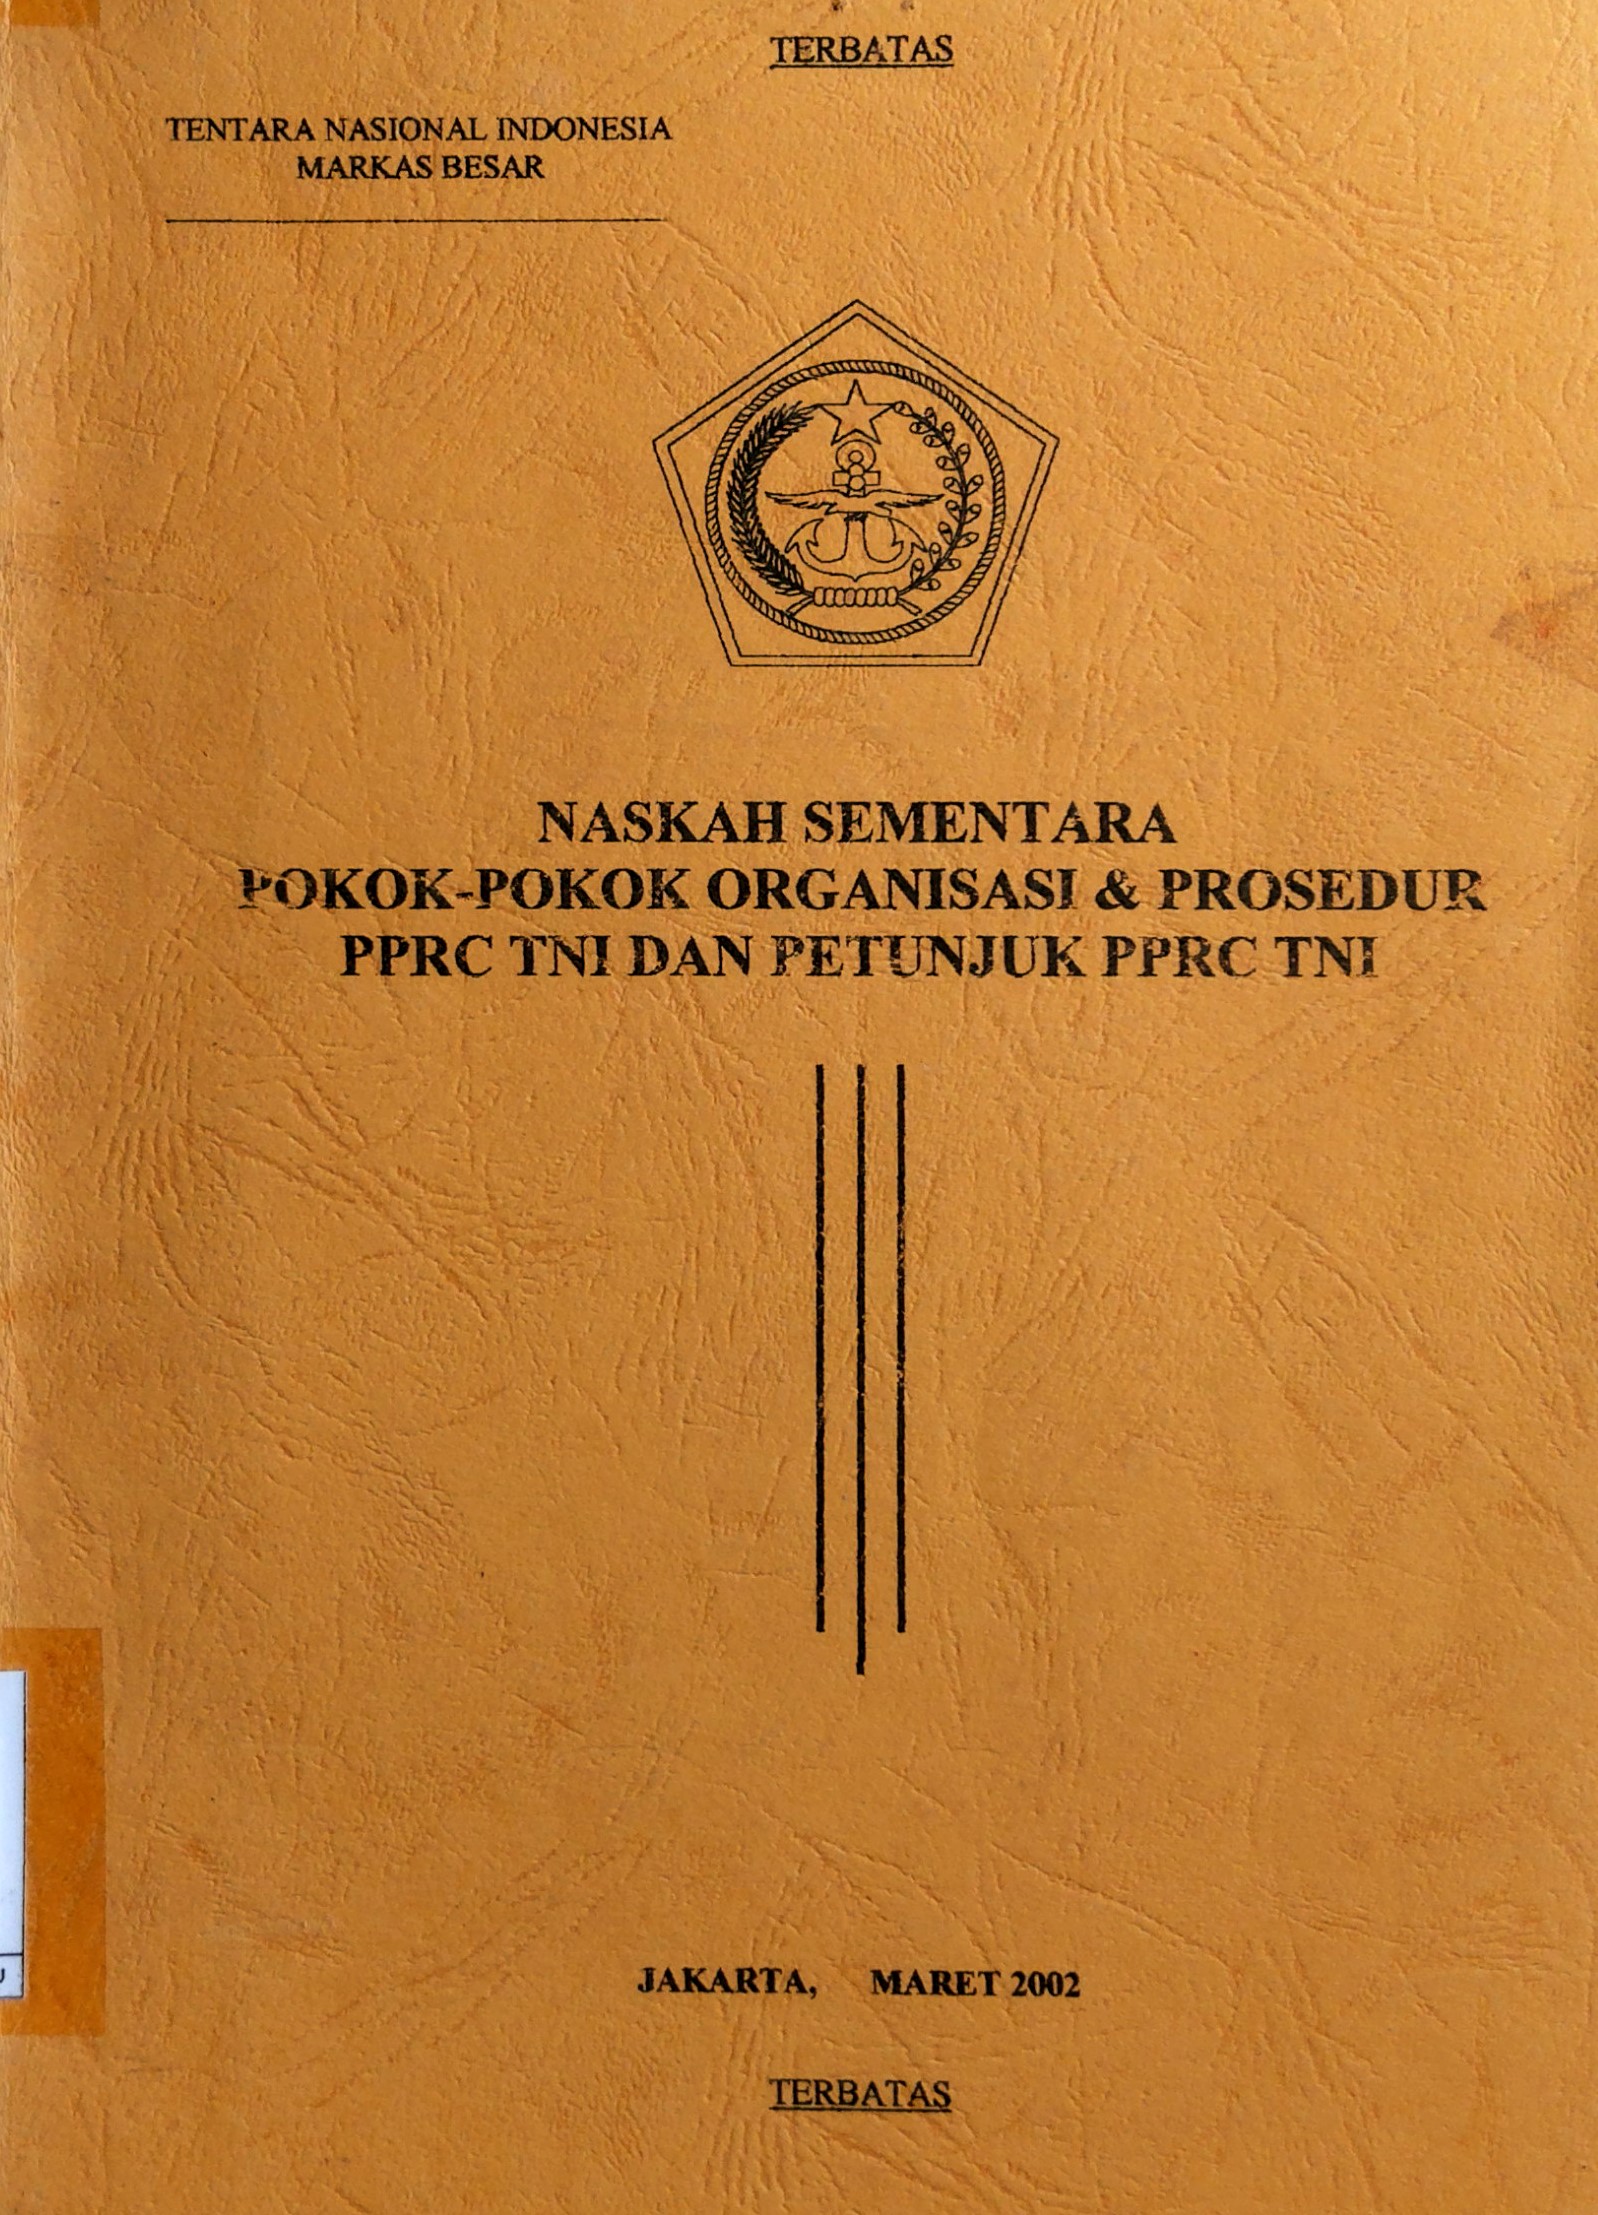 TERBATAS
TENTARA NASIONAL INDONESIA
MARKAS BESAR
NASKAH SEMENTARA
POKOK-POKOK ORGANISASI & PROSEDUR
PPRC TNI DAN PETUNJUK PPRC TNI
JAKARTA, MARET 2002
TERBATAS